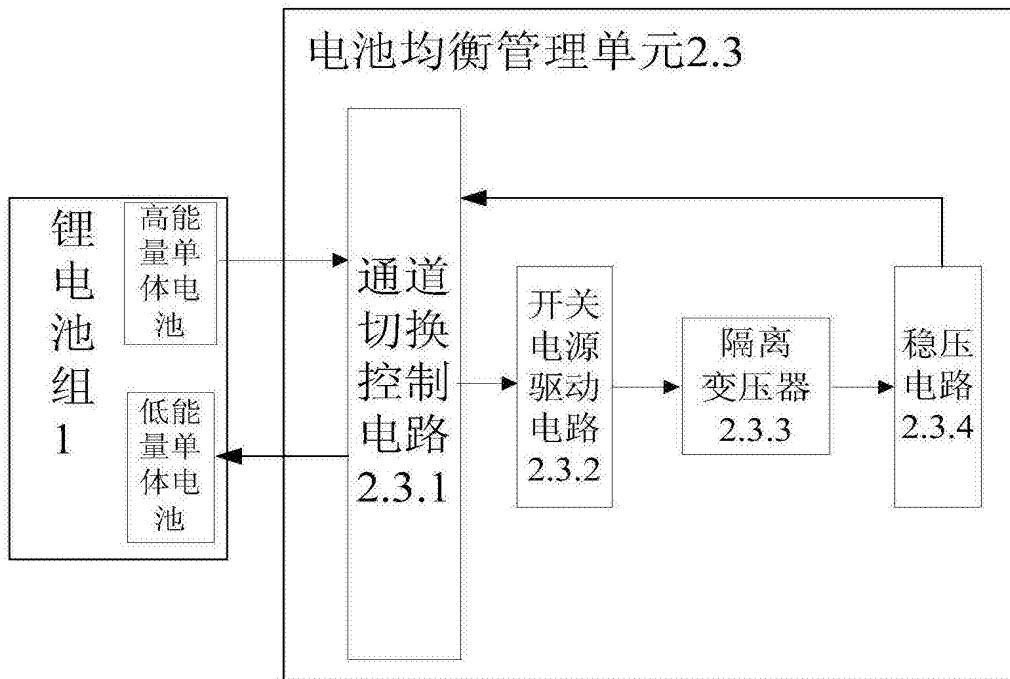 电池均衡管理单元2.3
锂
电
池
组
1
高能
量单
体电
池
低能
量单
体电
池
通道
切换
控制
电路
2.3.1
开关
电源
驱动
电路
2.3.2
隔离
变压器
2.3.3
稳压
电路
2.3.4